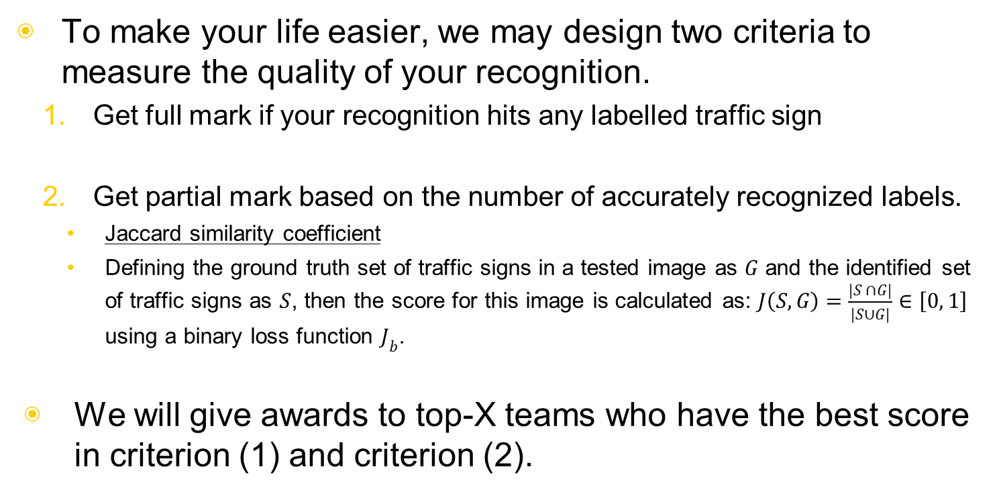 To make your life easier, we may design two criteria to
measure the quality of your recognition.
1. Get full mark if your recognition hits any labelled traffic sign
2. Get partial mark based on the number of accurately recognized labels.
• Jaccard similarity coefficient
• Defining the ground truth set of traffic signs in a tested image as G and the identified set
of traffic signs as S, then the score for this image is calculated as: J(S, G) = |S ∩G| / |S∪G| ∈ [0, 1]
using a binary loss function J_b.
We will give awards to top-X teams who have the best score
in criterion (1) and criterion (2).